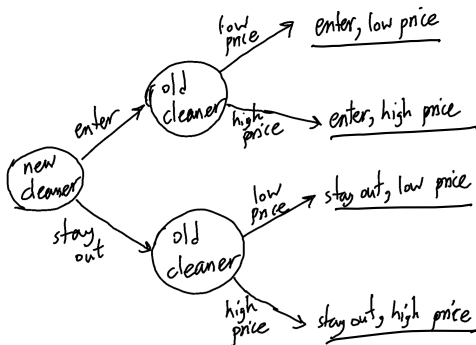 low
price
enter, low price
old
cleaner
enter
high
price
enter, high price
new
cleaner
stay
out
low
price
stay out, low price
old
cleaner
high
price
stay out, high price